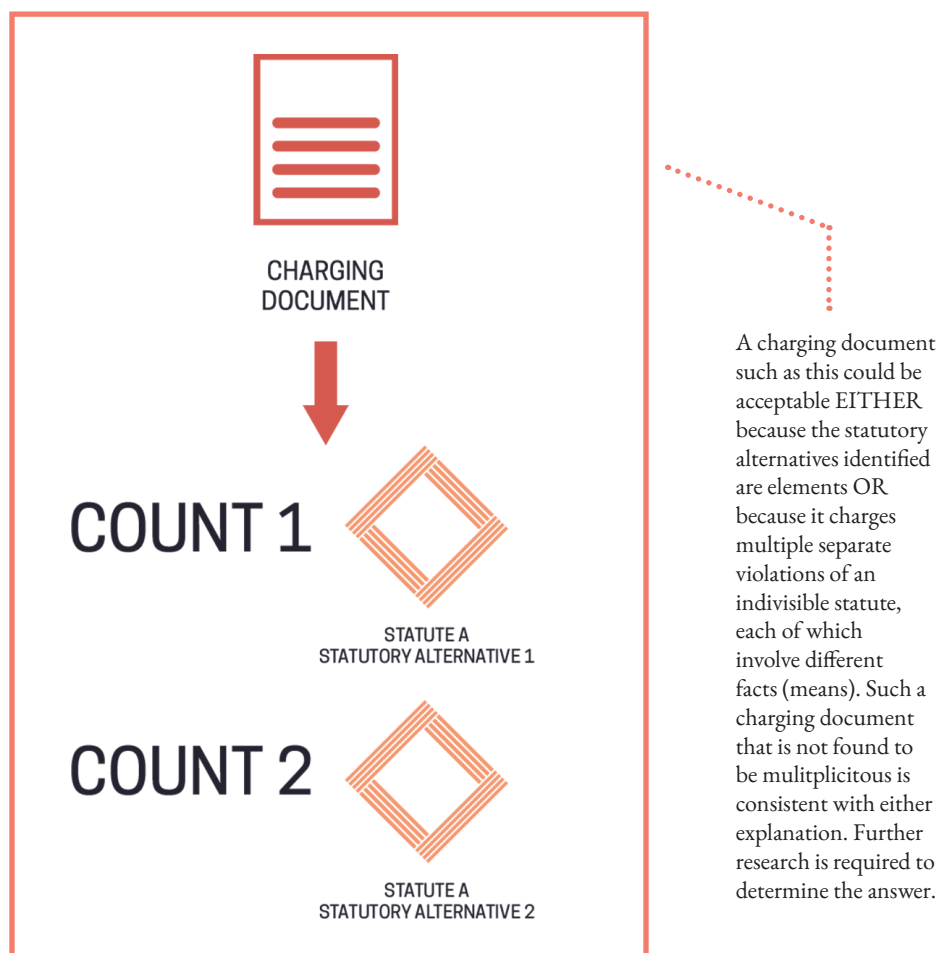 CHARGING
DOCUMENT
COUNT 1
STATUTE A
STATUTORY ALTERNATIVE 1
COUNT 2
STATUTE A
STATUTORY ALTERNATIVE 2
A charging document
such as this could be
acceptable EITHER
because the statutory
alternatives identified
are elements OR
because it charges
multiple separate
violations of an
indivisible statute,
each of which
involve different
facts (means). Such a
charging document
that is not found to
be mulitplicitous is
consistent with either
explanation. Further
research is required to
determine the answer.